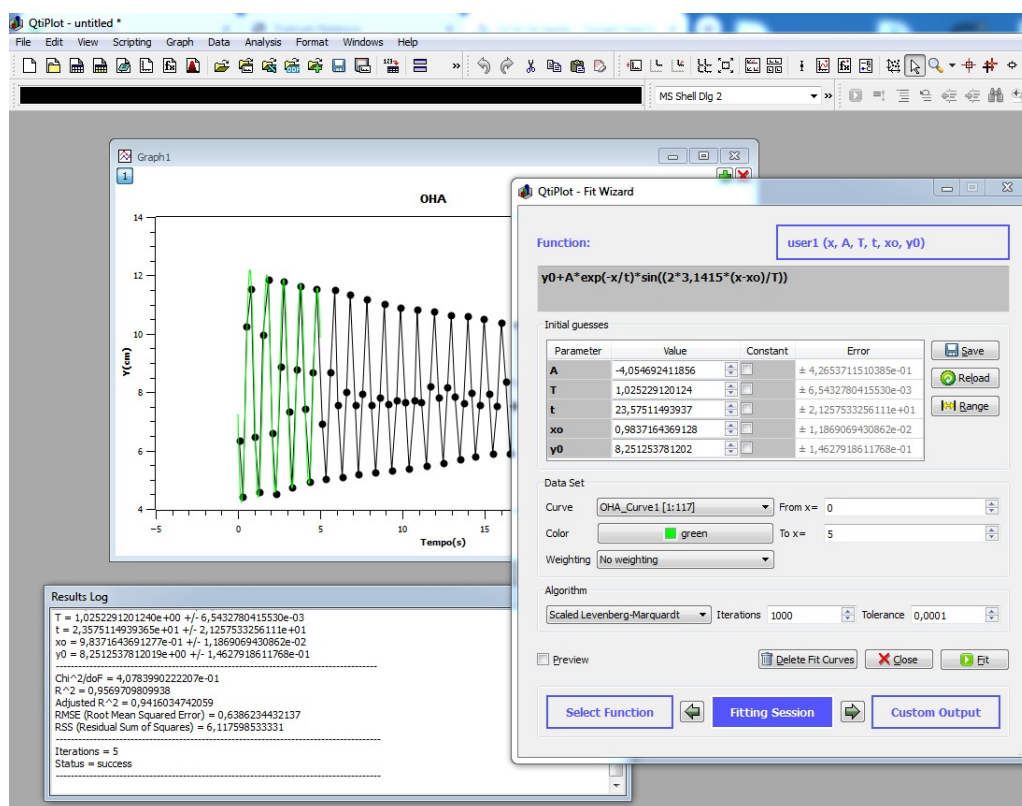 QtiPlot - untitled *
File Edit View Scripting Graph Data Analysis Format Windows Help
MS Shell Dlg 2
Graph1
1
OHA
14
12
10
8
6
4
Y(cm)
-5 0 5 10 15
Tempo(s)
QtiPlot - Fit Wizard
Function:
user1 (x, A, T, t, xo, y0)
y0+A*exp(-x/t)*sin((2*3,1415*(x-xo)/T))
Initial guesses
Parameter Value Constant Error
A -4,054692411856 ± 4,2653711510385e-01
T 1,025229120124 ± 6,5432780415530e-03
t 23,57511493937 ± 2,1257533256111e+01
xo 0,9837164369128 ± 1,1869069430862e-02
y0 8,251253781202 ± 1,4627918611768e-01
Save
Reload
Range
Data Set
Curve OHA_Curve1 [1:117] From x= 0
Color green To x= 5
Weighting No weighting
Algorithm
Scaled Levenberg-Marquardt Iterations 1000 Tolerance 0,0001
Preview Delete Fit Curves Close Fit
Select Function Fitting Session Custom Output
Results Log
T = 1,0252291201240e+00 +/- 6,5432780415530e-03
t = 2,3575114939365e+01 +/- 2,1257533256111e+01
xo = 9,8371643691277e-01 +/- 1,1869069430862e-02
y0 = 8,2512537812019e+00 +/- 1,4627918611768e-01
Chi^2/doF = 4,0783990222207e-01
R^2 = 0,9569709809938
Adjusted R^2 = 0,9416034742059
RMSE (Root Mean Squared Error) = 0,6386234432137
RSS (Residual Sum of Squares) = 6,117598533331
Iterations = 5
Status = success